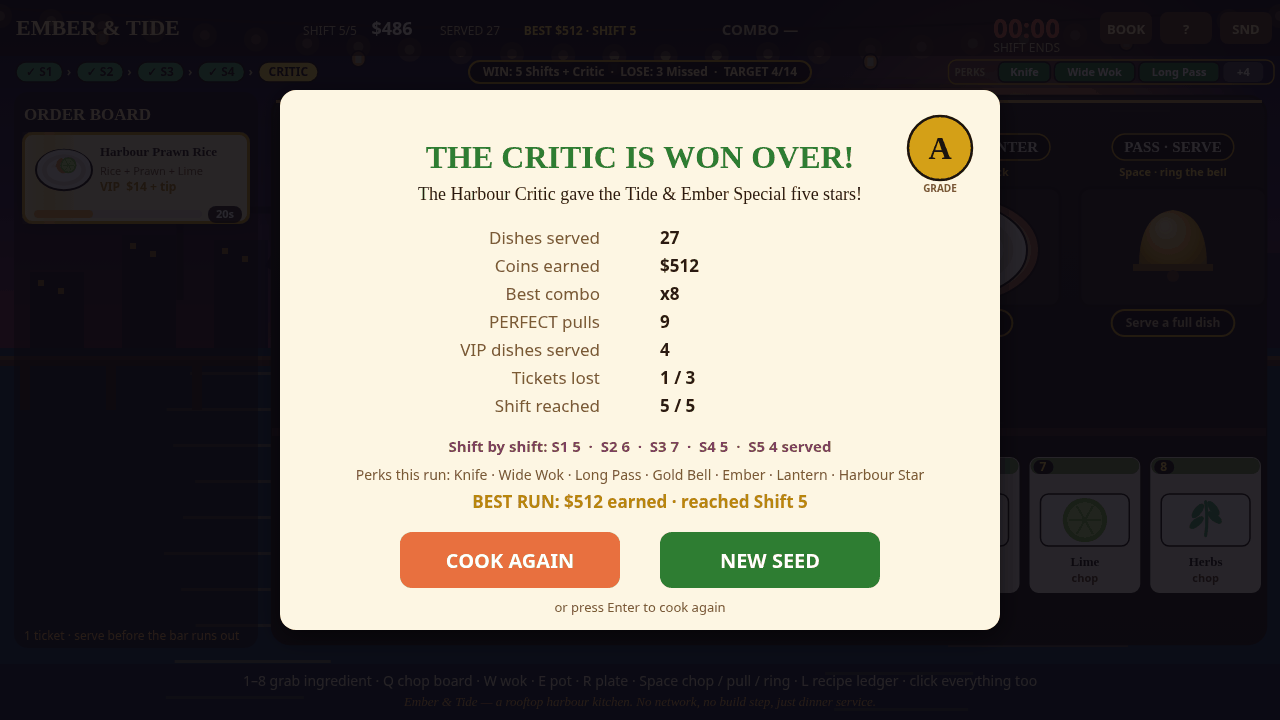 EMBER & TIDE
SHIFT 5/5 $486 SERVED 27 BEST $512 · SHIFT 5 COMBO — 00:00 SHIFT ENDS BOOK ? SND
✓ S1 › ✓ S2 › ✓ S3 › ✓ S4 › CRITIC
WIN: 5 Shifts + Critic · LOSE: 3 Missed · TARGET 4/14
PERKS Knife Wide Wok Long Pass +4
ORDER BOARD
Harbour Prawn Rice
Rice + Prawn + Lime
VIP $14 + tip
20s
THE CRITIC IS WON OVER!
The Harbour Critic gave the Tide & Ember Special five stars!
A
GRADE
Dishes served 27
Coins earned $512
Best combo x8
PERFECT pulls 9
VIP dishes served 4
Tickets lost 1 / 3
Shift reached 5 / 5
Shift by shift: S1 5 · S2 6 · S3 7 · S4 5 · S5 4 served
Perks this run: Knife · Wide Wok · Long Pass · Gold Bell · Ember · Lantern · Harbour Star
BEST RUN: $512 earned · reached Shift 5
COOK AGAIN NEW SEED
or press Enter to cook again
PASS · SERVE
Space · ring the bell
Serve a full dish
7
Lime
chop
8
Herbs
chop
1 ticket · serve before the bar runs out
1–8 grab ingredient · Q chop board · W wok · E pot · R plate · Space chop / pull / ring · L recipe ledger · click everything too
Ember & Tide — a rooftop harbour kitchen. No network, no build step, just dinner service.